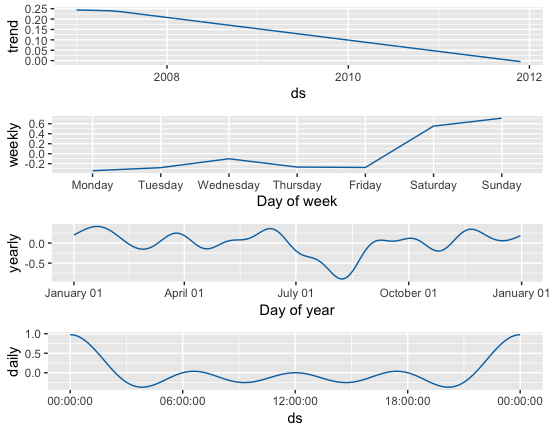 trend
0.25
0.20
0.15
0.10
0.05
0.00
2008 2010 2012
ds
weekly
0.6
0.4
0.2
0.0
-0.2
Monday Tuesday Wednesday Thursday Friday Saturday Sunday
Day of week
yearly
0.0
-0.5
January 01 April 01 July 01 October 01 January 01
Day of year
daily
1.0
0.5
0.0
00:00:00 06:00:00 12:00:00 18:00:00 00:00:00
ds